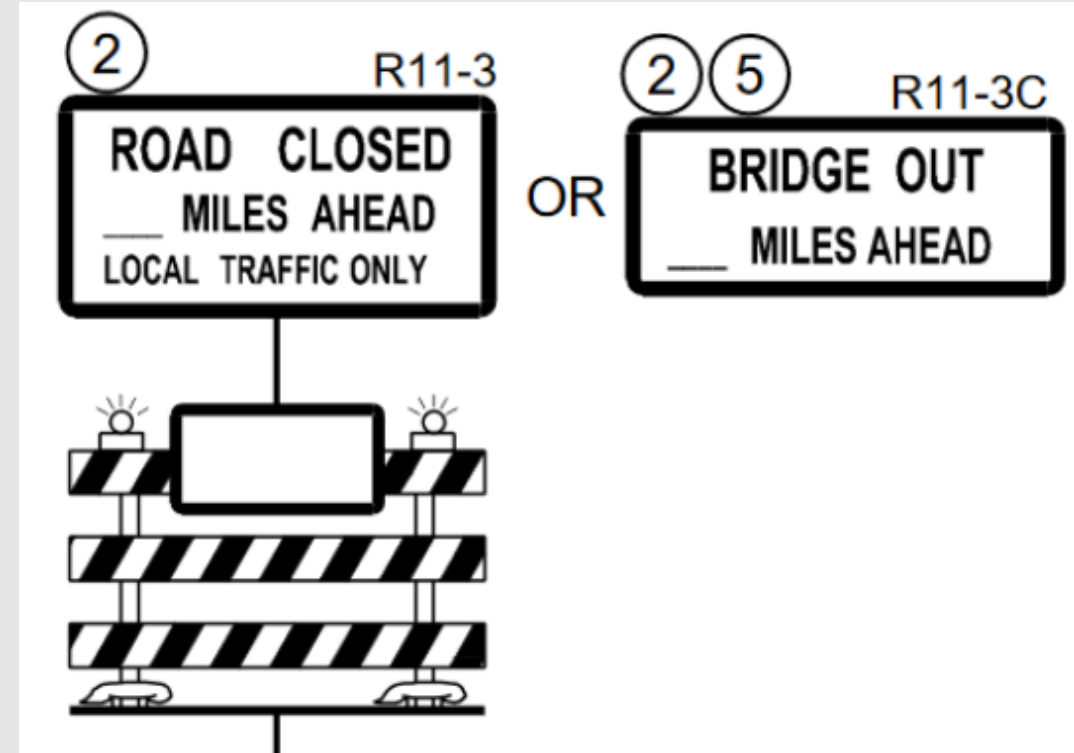 2
R11-3
ROAD CLOSED
___ MILES AHEAD
LOCAL TRAFFIC ONLY
OR
2 5
R11-3C
BRIDGE OUT
___ MILES AHEAD